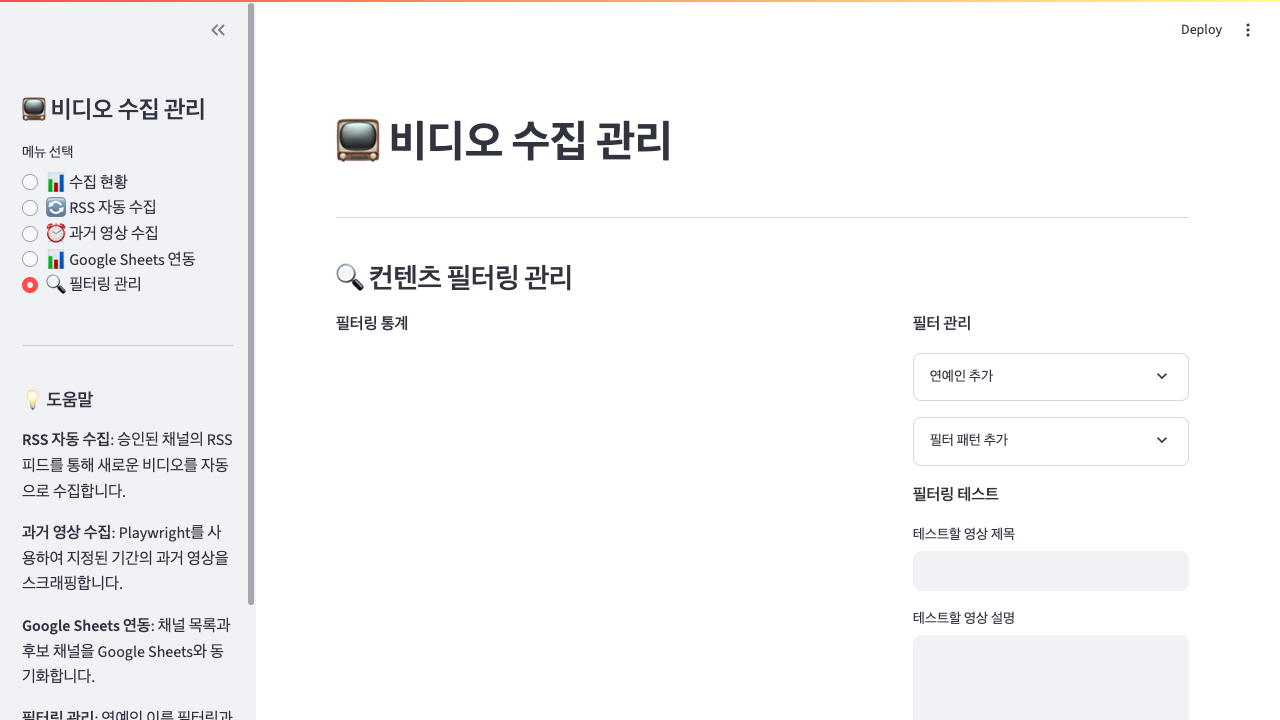 비디오 수집 관리
메뉴 선택
수집 현황
RSS 자동 수집
과거 영상 수집
Google Sheets 연동
필터링 관리
도움말
RSS 자동 수집: 승인된 채널의 RSS
피드를 통해 새로운 비디오를 자동
으로 수집합니다.
과거 영상 수집: Playwright를 사
용하여 지정된 기간의 과거 영상을
스크래핑합니다.
Google Sheets 연동: 채널 목록과
후보 채널을 Google Sheets와 동
기화합니다.
필터링 관리: 연예인 이름 필터링과
Deploy
비디오 수집 관리
컨텐츠 필터링 관리
필터링 통계
필터 관리
연예인 추가
필터 패턴 추가
필터링 테스트
테스트할 영상 제목
테스트할 영상 설명